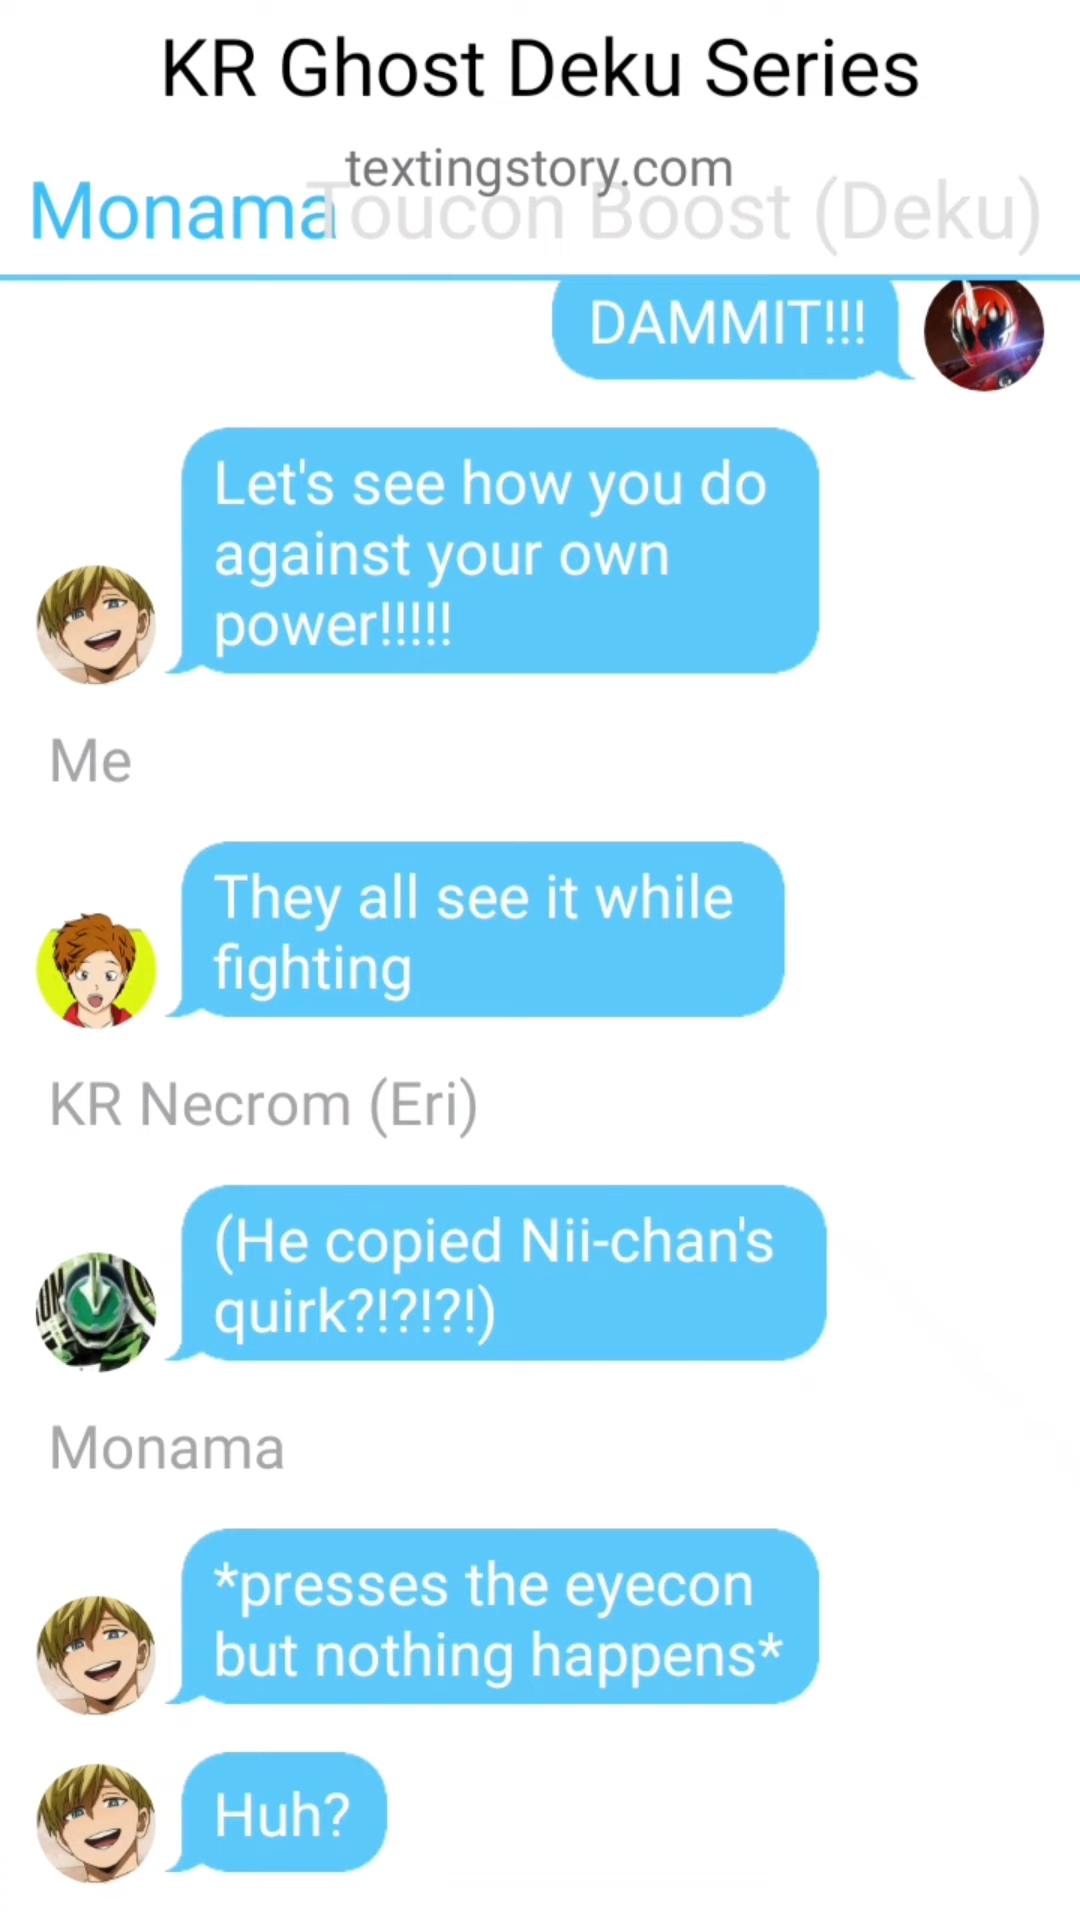 KR Ghost Deku Series
textingstory.com
Monama Toucon Boost (Deku)
DAMMIT!!!
Let's see how you do
against your own
power!!!!!
Me
They all see it while
fighting
KR Necrom (Eri)
(He copied Nii-chan's
quirk?!?!?!)
Monama
*presses the eyecon
but nothing happens*
Huh?